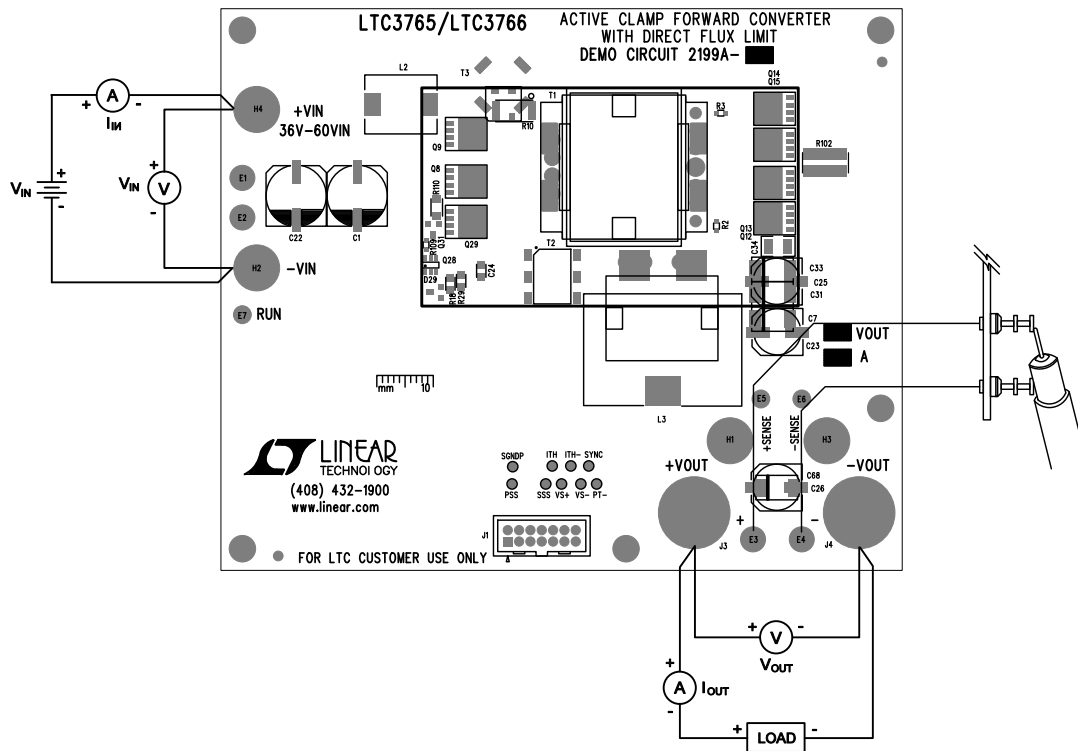 LTC3765/LTC3766
ACTIVE CLAMP FORWARD CONVERTER
WITH DIRECT FLUX LIMIT
DEMO CIRCUIT 2199A-
L2
T3
T1
Q14
Q15
R3
R10
R102
A
+ -
IIN
H4
+VIN
36V-60VIN
Q9
VIN
+
-
VIN
+
V
-
E1
E2
C22
C1
Q8
R110
Q31
R109
Q29
Q28
D29
R18
R29
C24
T2
R2
Q13
Q12
C34
C33
C25
C31
C7
C23
H2
-VIN
E7
RUN
VOUT
A
mm 10
L3
E5
E6
H1
+SENSE
-SENSE
H3
LINEAR
TECHNOLOGY
(408) 432-1900
www.linear.com
SGNDP
ITH
ITH-
SYNC
PSS
SSS
VS+
VS-
PT-
+VOUT
-VOUT
C68
C26
+
-
J1
J3
E3
E4
J4
FOR LTC CUSTOMER USE ONLY
+
V
-
VOUT
+
A
-
IOUT
+
LOAD
-